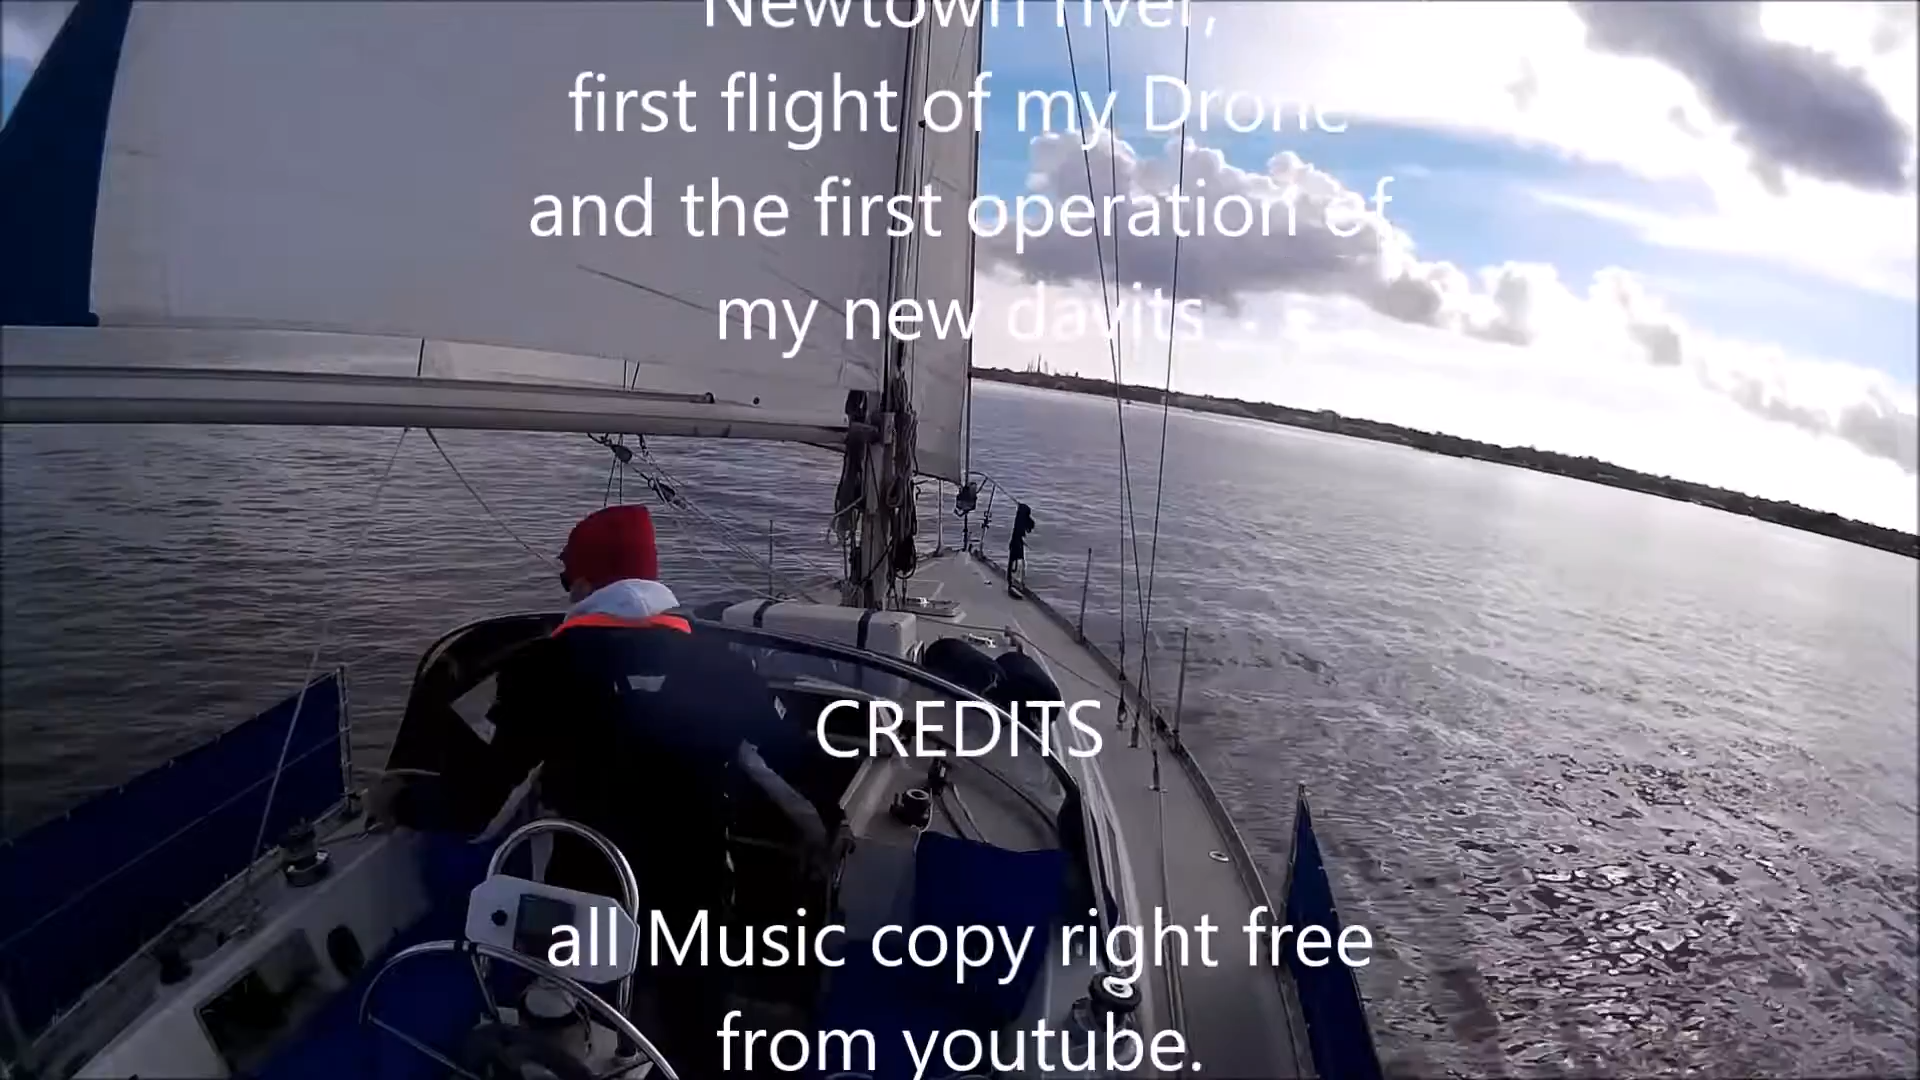 Newtown river,
first flight of my Drone
and the first operation of
my new davits
CREDITS
all Music copy right free
from youtube.